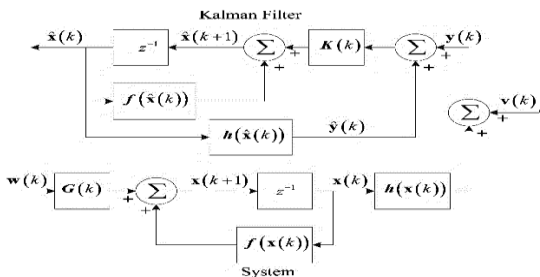 Kalman Filter
x̂(k) z⁻¹ x̂(k+1) Σ K(k) Σ y(k)
+ + + +
f(x̂(k))
h(x̂(k)) ŷ(k)
Σ v(k)
+ +
w(k) G(k) Σ x(k+1) z⁻¹ x(k) h(x(k))
+ +
f(x(k))
System